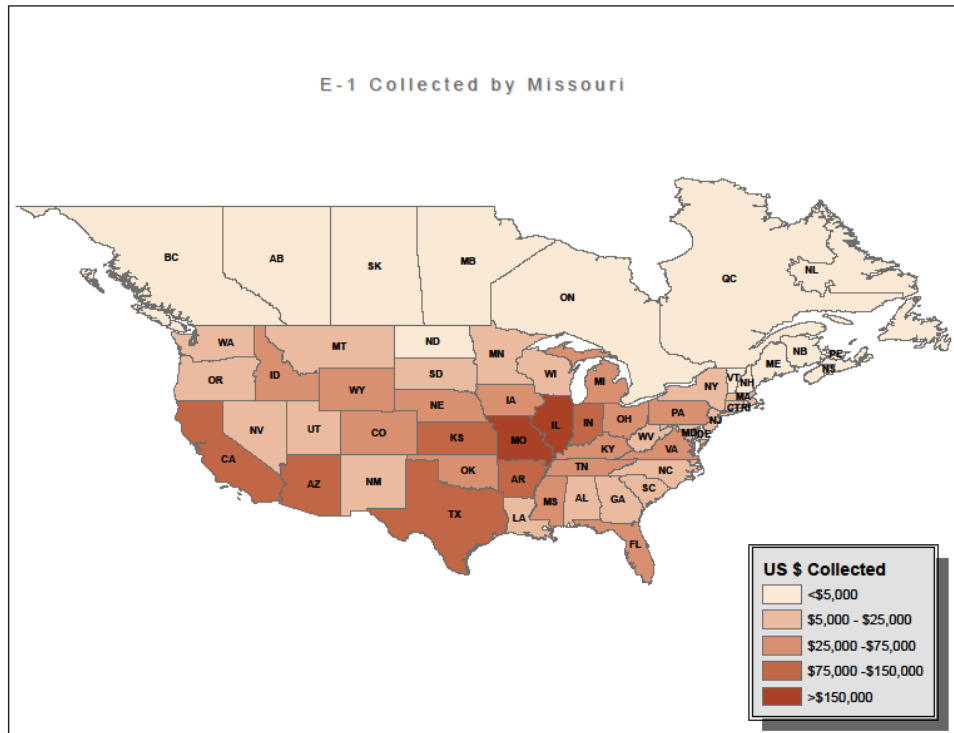 E-1 Collected by Missouri
BC
AB
SK
MB
ON
QC
NL
NB
PE
NS
ME
WA
MT
ND
MN
VT
NH
OR
ID
SD
WI
MI
NY
MA
WY
CTRI
NE
IA
PA
NJ
OH
NV
UT
CO
IL
IN
MD
DE
KS
MO
WV
VA
KY
CA
OK
TN
NC
AZ
NM
AR
SC
MS
AL
GA
TX
LA
FL
US $ Collected
<$5,000
$5,000 - $25,000
$25,000 -$75,000
$75,000 -$150,000
>$150,000